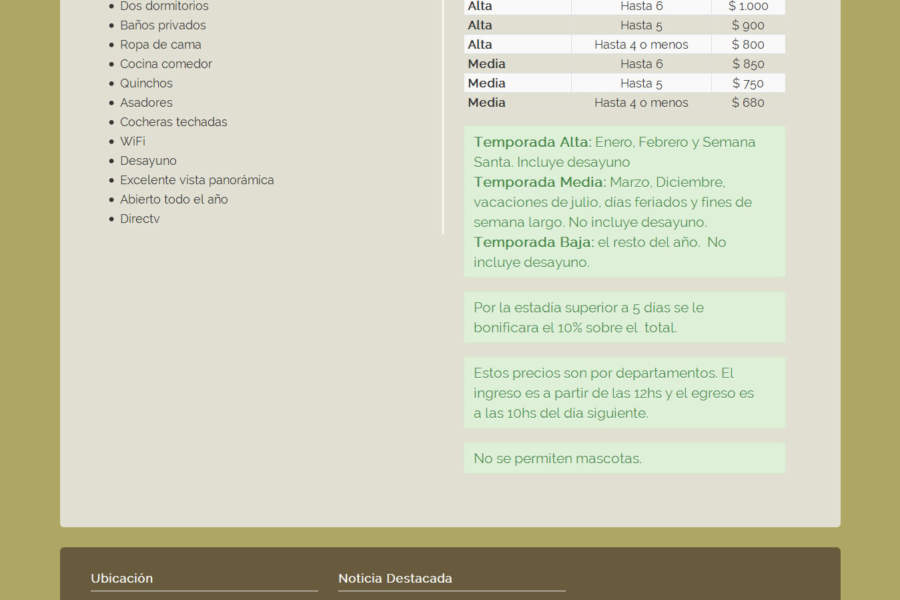 Dos dormitorios
Baños privados
Ropa de cama
Cocina comedor
Quinchos
Asadores
Cocheras techadas
WiFi
Desayuno
Excelente vista panorámica
Abierto todo el año
Directv
Alta Hasta 6 $ 1.000
Alta Hasta 5 $ 900
Alta Hasta 4 o menos $ 800
Media Hasta 6 $ 850
Media Hasta 5 $ 750
Media Hasta 4 o menos $ 680
Temporada Alta: Enero, Febrero y Semana
Santa. Incluye desayuno
Temporada Media: Marzo, Diciembre,
vacaciones de julio, días feriados y fines de
semana largo. No incluye desayuno.
Temporada Baja: el resto del año. No
incluye desayuno.
Por la estadía superior a 5 días se le
bonificara el 10% sobre el total.
Estos precios son por departamentos. El
ingreso es a partir de las 12hs y el egreso es
a las 10hs del día siguiente.
No se permiten mascotas.
Ubicación
Noticia Destacada